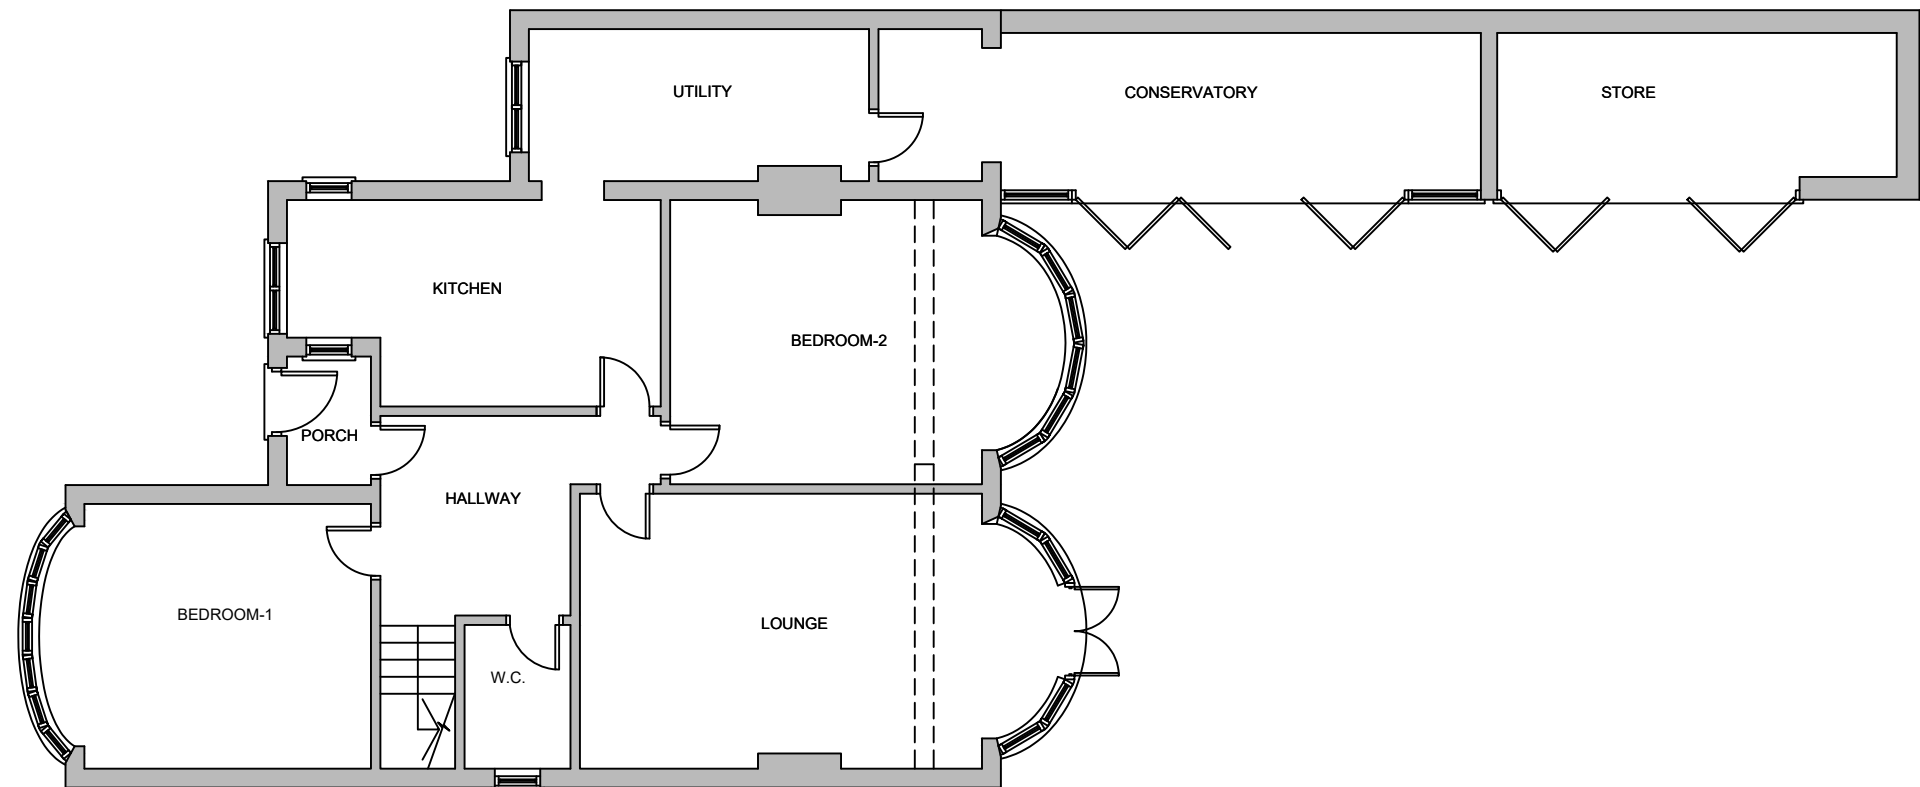 UTILITY
CONSERVATORY
STORE
KITCHEN
BEDROOM-2
PORCH
HALLWAY
BEDROOM-1
LOUNGE
W.C.